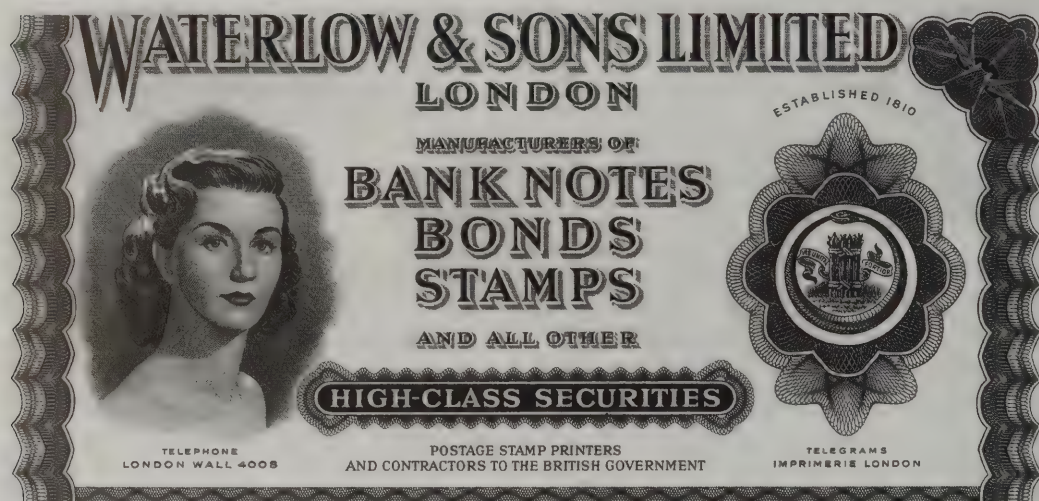 WATERLOW & SONS LIMITED
LONDON
ESTABLISHED 1810
MANUFACTURERS OF
BANK NOTES
BONDS
STAMPS
AND ALL OTHER
HIGH-CLASS SECURITIES
TELEPHONE
LONDON WALL 4008
POSTAGE STAMP PRINTERS
AND CONTRACTORS TO THE BRITISH GOVERNMENT
TELEGRAMS
IMPRIMERIE LONDON